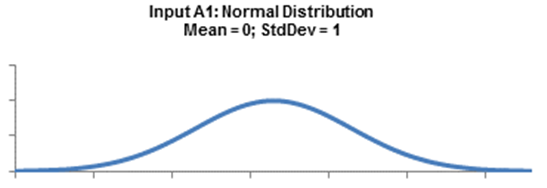 Input A1: Normal Distribution
Mean = 0; StdDev = 1